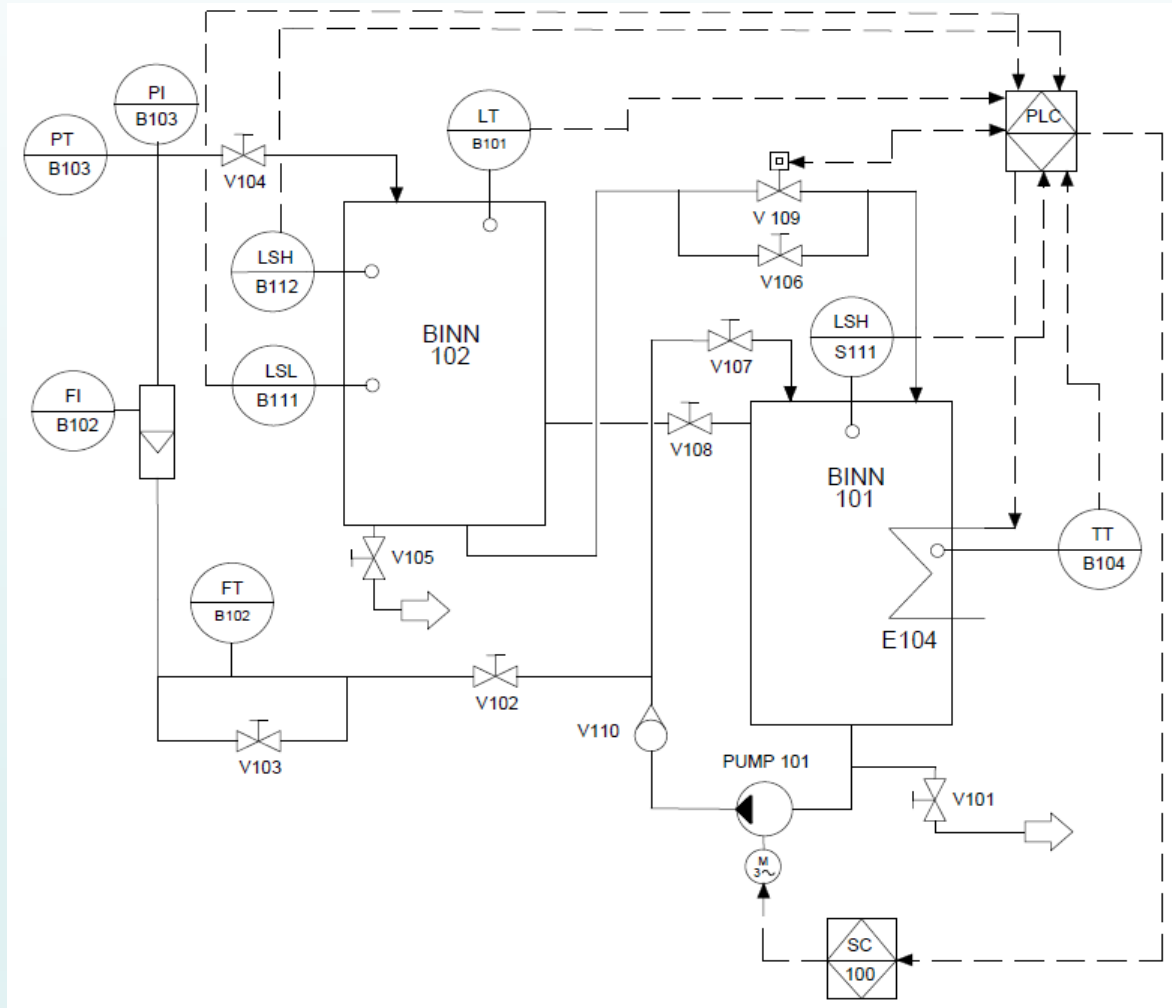 PI
B103
PT
B103
V104
LT
B101
PLC
V 109
V106
LSH
B112
BINN
102
LSL
B111
V107
LSH
S111
V108
FI
B102
BINN
101
TT
B104
V105
E104
FT
B102
V102
V110
V103
PUMP 101
V101
M
3~
SC
100